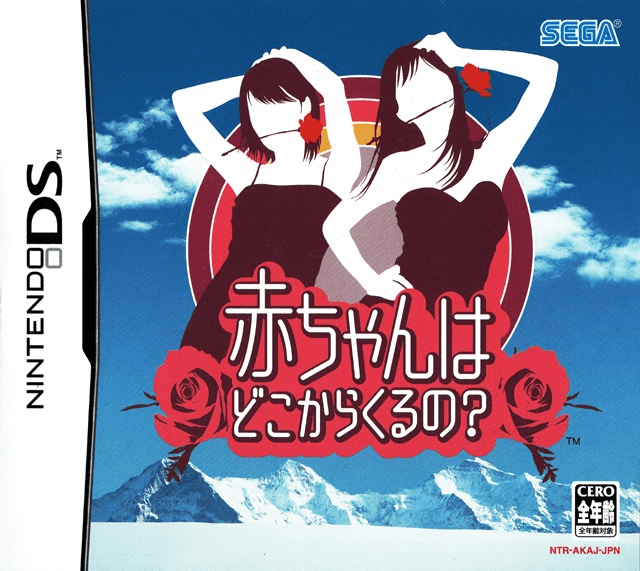 SEGA®
NINTENDO DS™
赤ちゃんは
どこからくるの?
TM
CERO
全年齢
全年齢対象
NTR-AKAJ-JPN